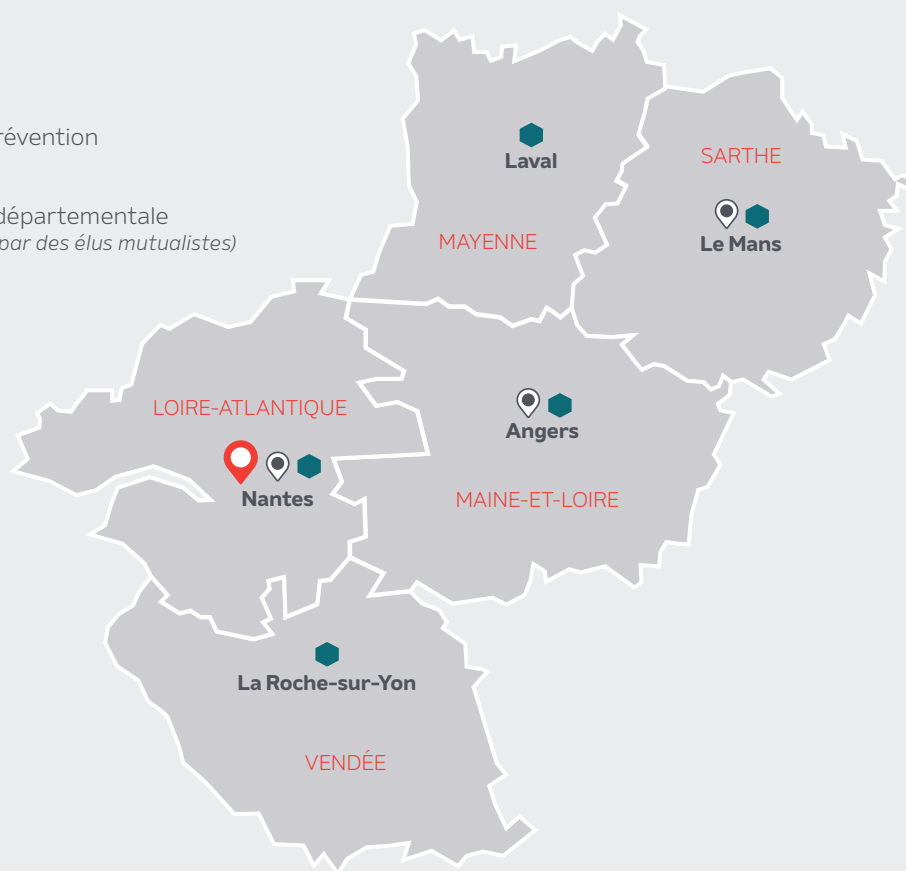 révention
départementale
par des élus mutualistes)
Laval
SARTHE
MAYENNE
Le Mans
LOIRE-ATLANTIQUE
Angers
Nantes
MAINE-ET-LOIRE
La Roche-sur-Yon
VENDÉE